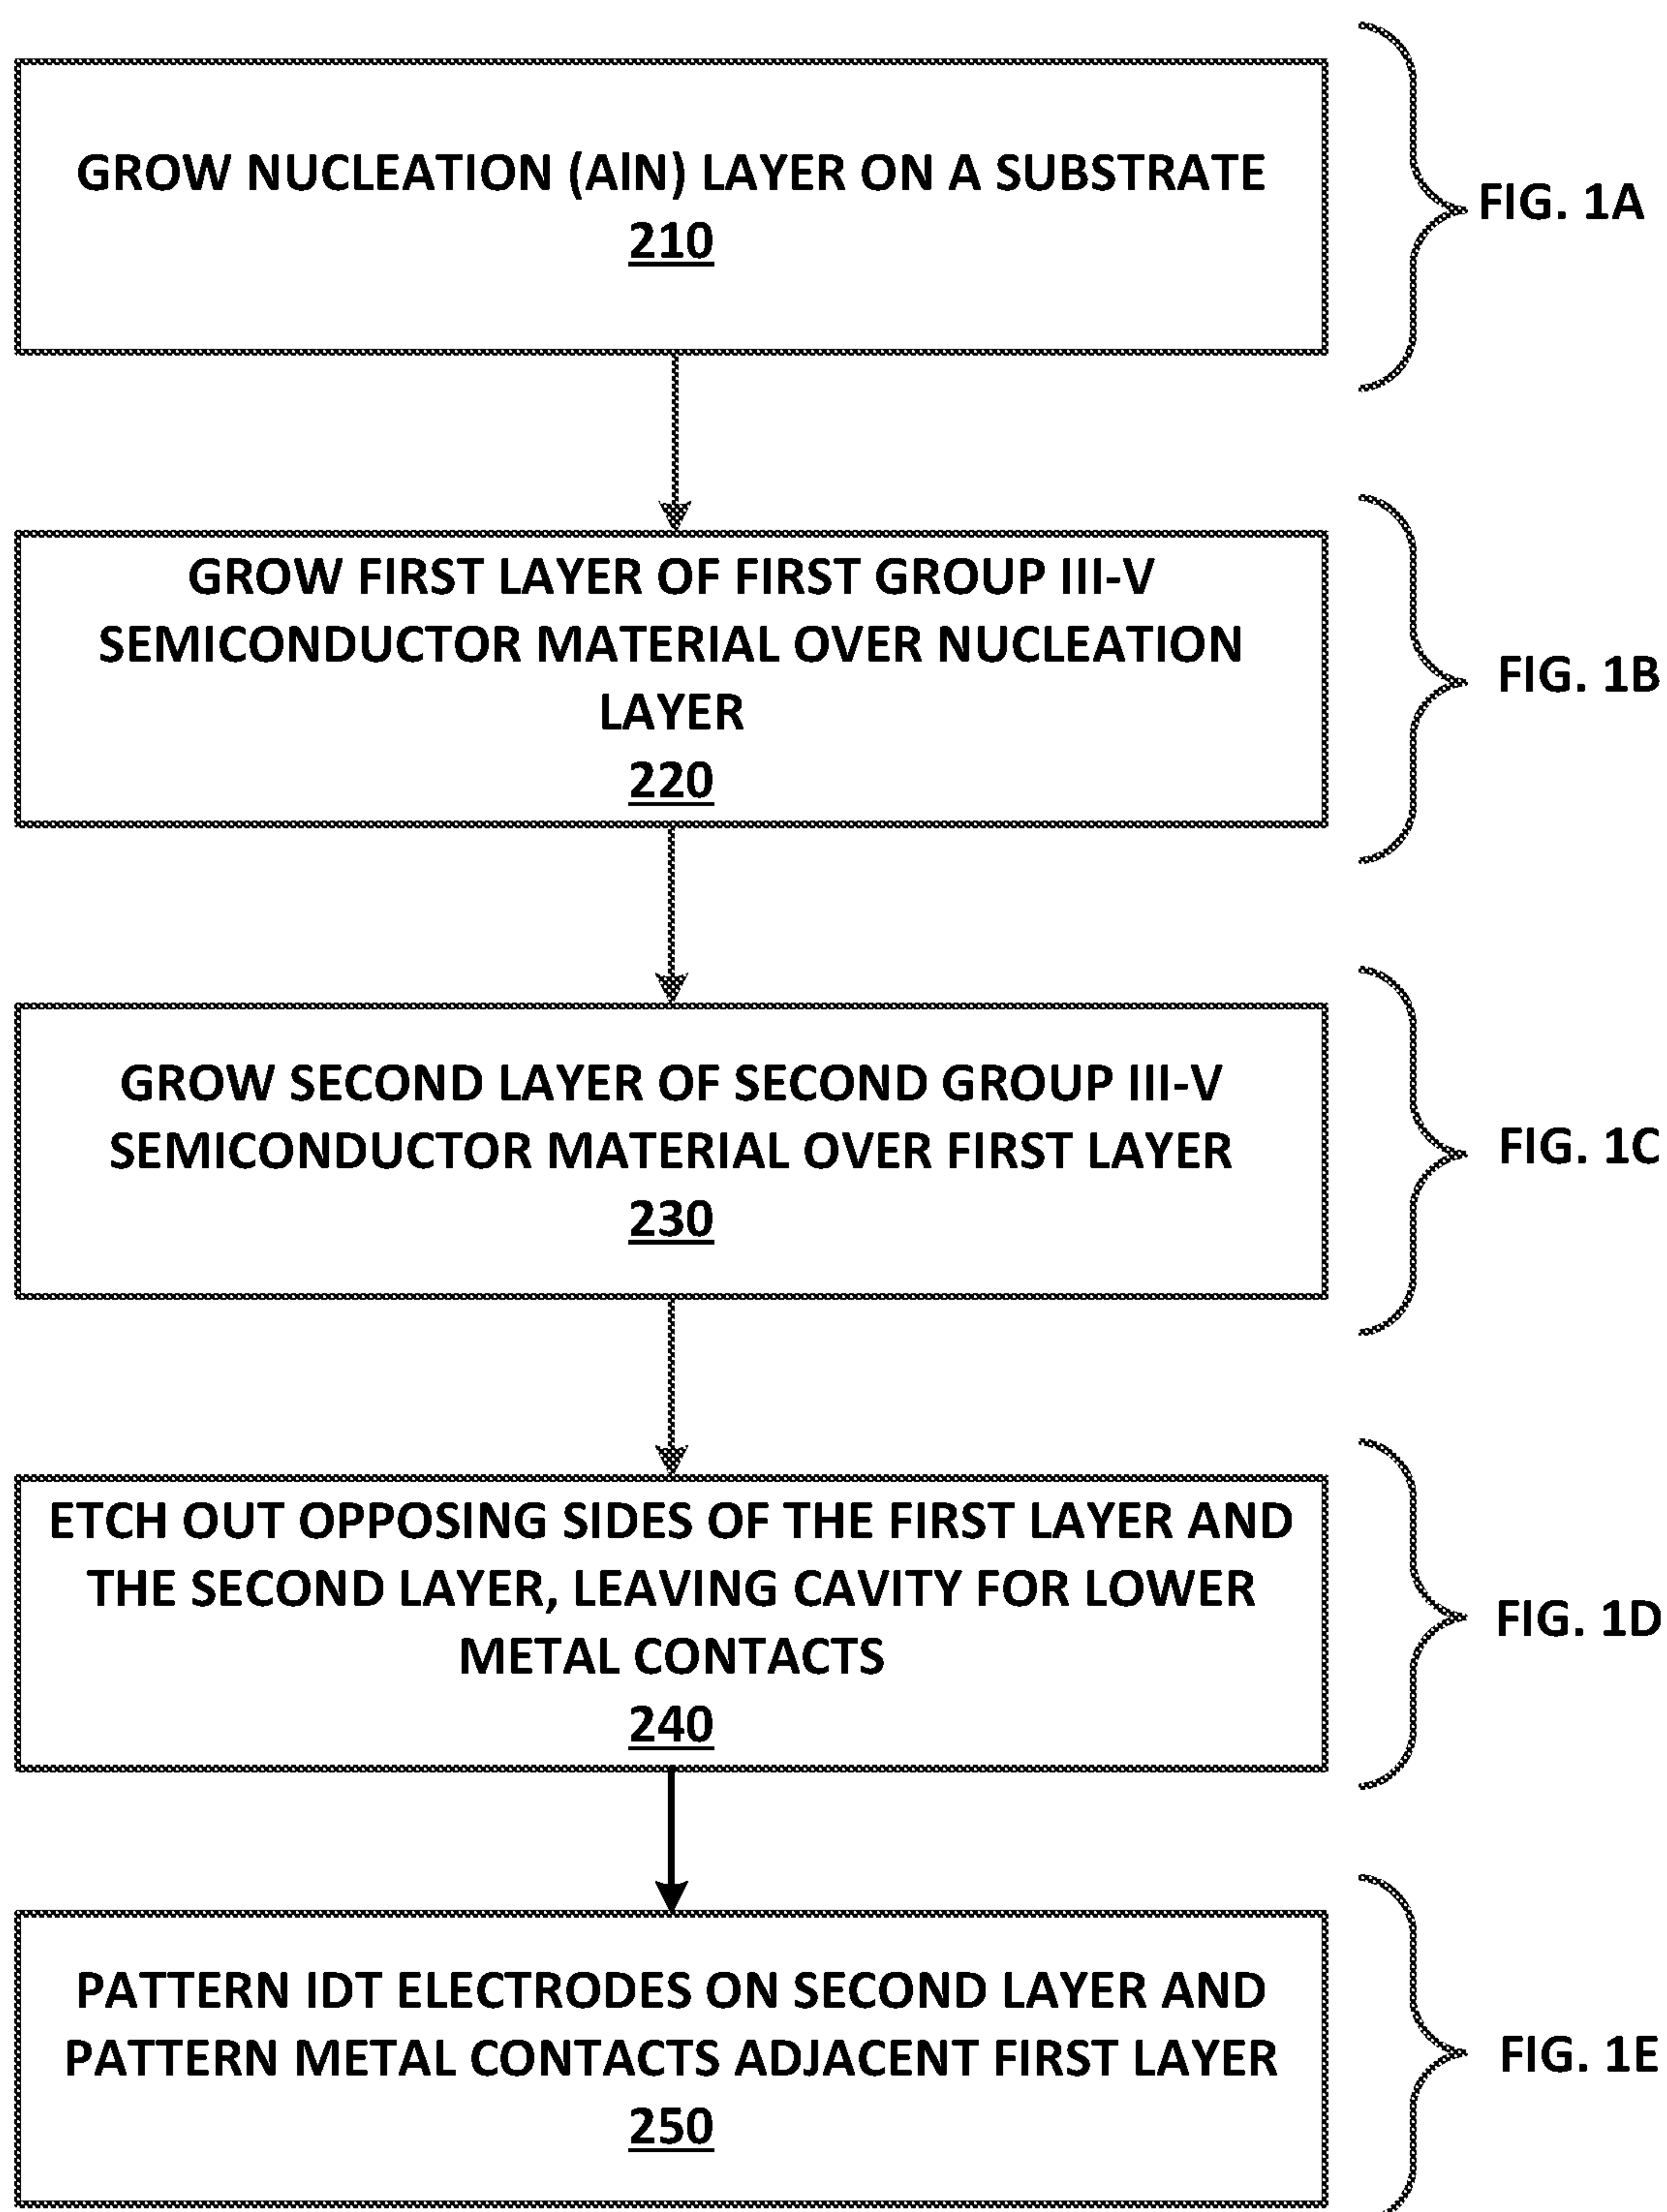 GROW NUCLEATION (AlN) LAYER ON A SUBSTRATE
210
FIG. 1A
GROW FIRST LAYER OF FIRST GROUP III-V
SEMICONDUCTOR MATERIAL OVER NUCLEATION
LAYER
220
FIG. 1B
GROW SECOND LAYER OF SECOND GROUP III-V
SEMICONDUCTOR MATERIAL OVER FIRST LAYER
230
FIG. 1C
ETCH OUT OPPOSING SIDES OF THE FIRST LAYER AND
THE SECOND LAYER, LEAVING CAVITY FOR LOWER
METAL CONTACTS
240
FIG. 1D
PATTERN IDT ELECTRODES ON SECOND LAYER AND
PATTERN METAL CONTACTS ADJACENT FIRST LAYER
250
FIG. 1E